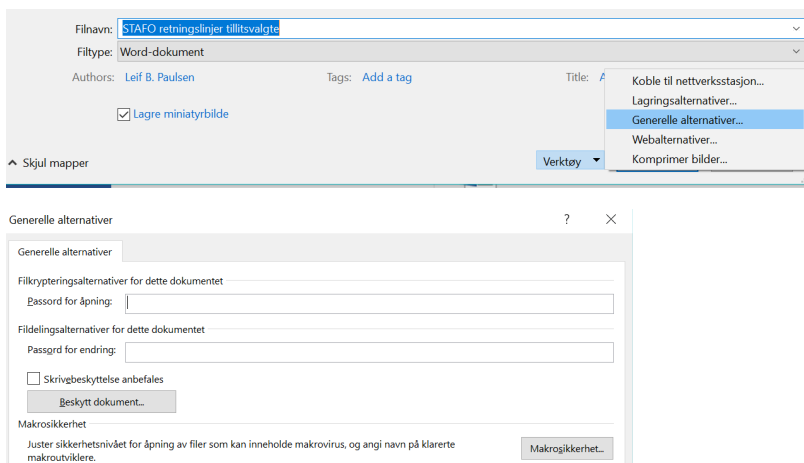 Filnavn: STAFO retningslinjer tillitsvalgte
Filtype: Word-dokument
Authors: Leif B. Paulsen Tags: Add a tag Title: A
Koble til nettverksstasjon...
Lagringsalternativer...
Generelle alternativer...
Webalternativer...
Komprimer bilder...
Lagre miniatyrbilde
Skjul mapper
Verktøy
Generelle alternativer ?
Generelle alternativer
Filkrypteringsalternativer for dette dokumentet
Passord for åpning:
Fildelingsalternativer for dette dokumentet
Passord for endring:
Skrivebeskyttelse anbefales
Beskytt dokument...
Makrosikkerhet
Juster sikkerhetsnivået for åpning av filer som kan inneholde makrovirus, og angi navn på klarerte
makroutviklere.
Makrosikkerhet...